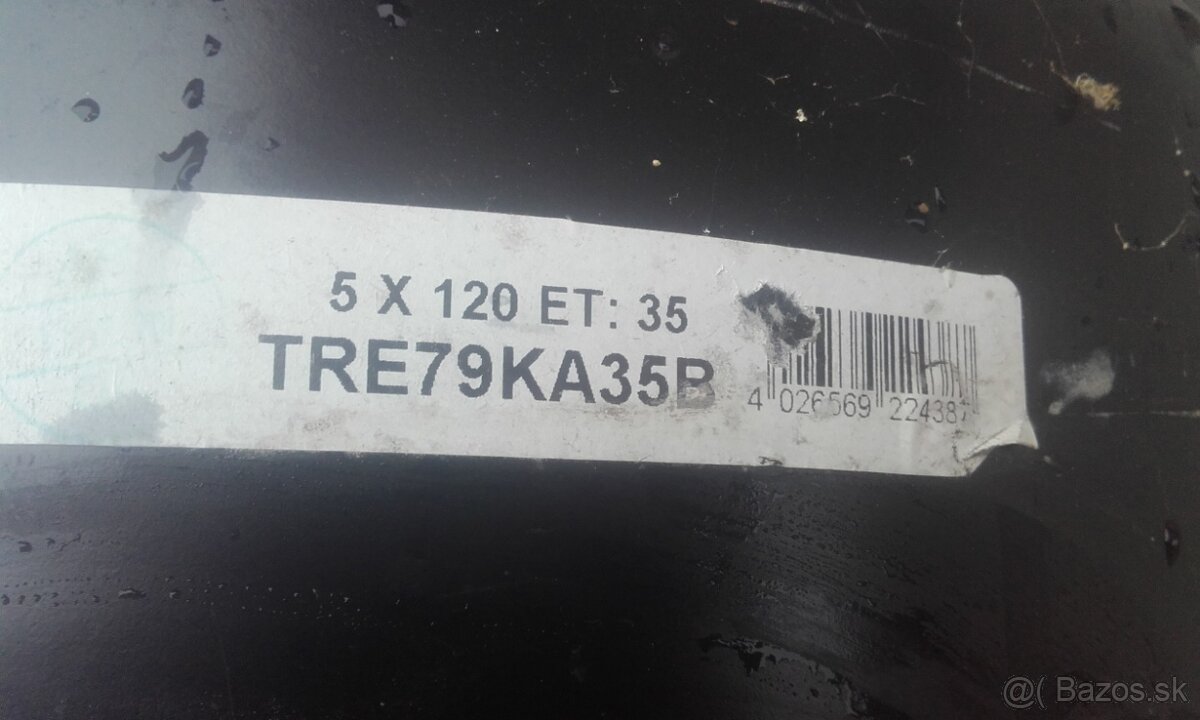 5 X 120 ET: 35
TRE79KA35B
4 026569 224387
@( Bazos.sk